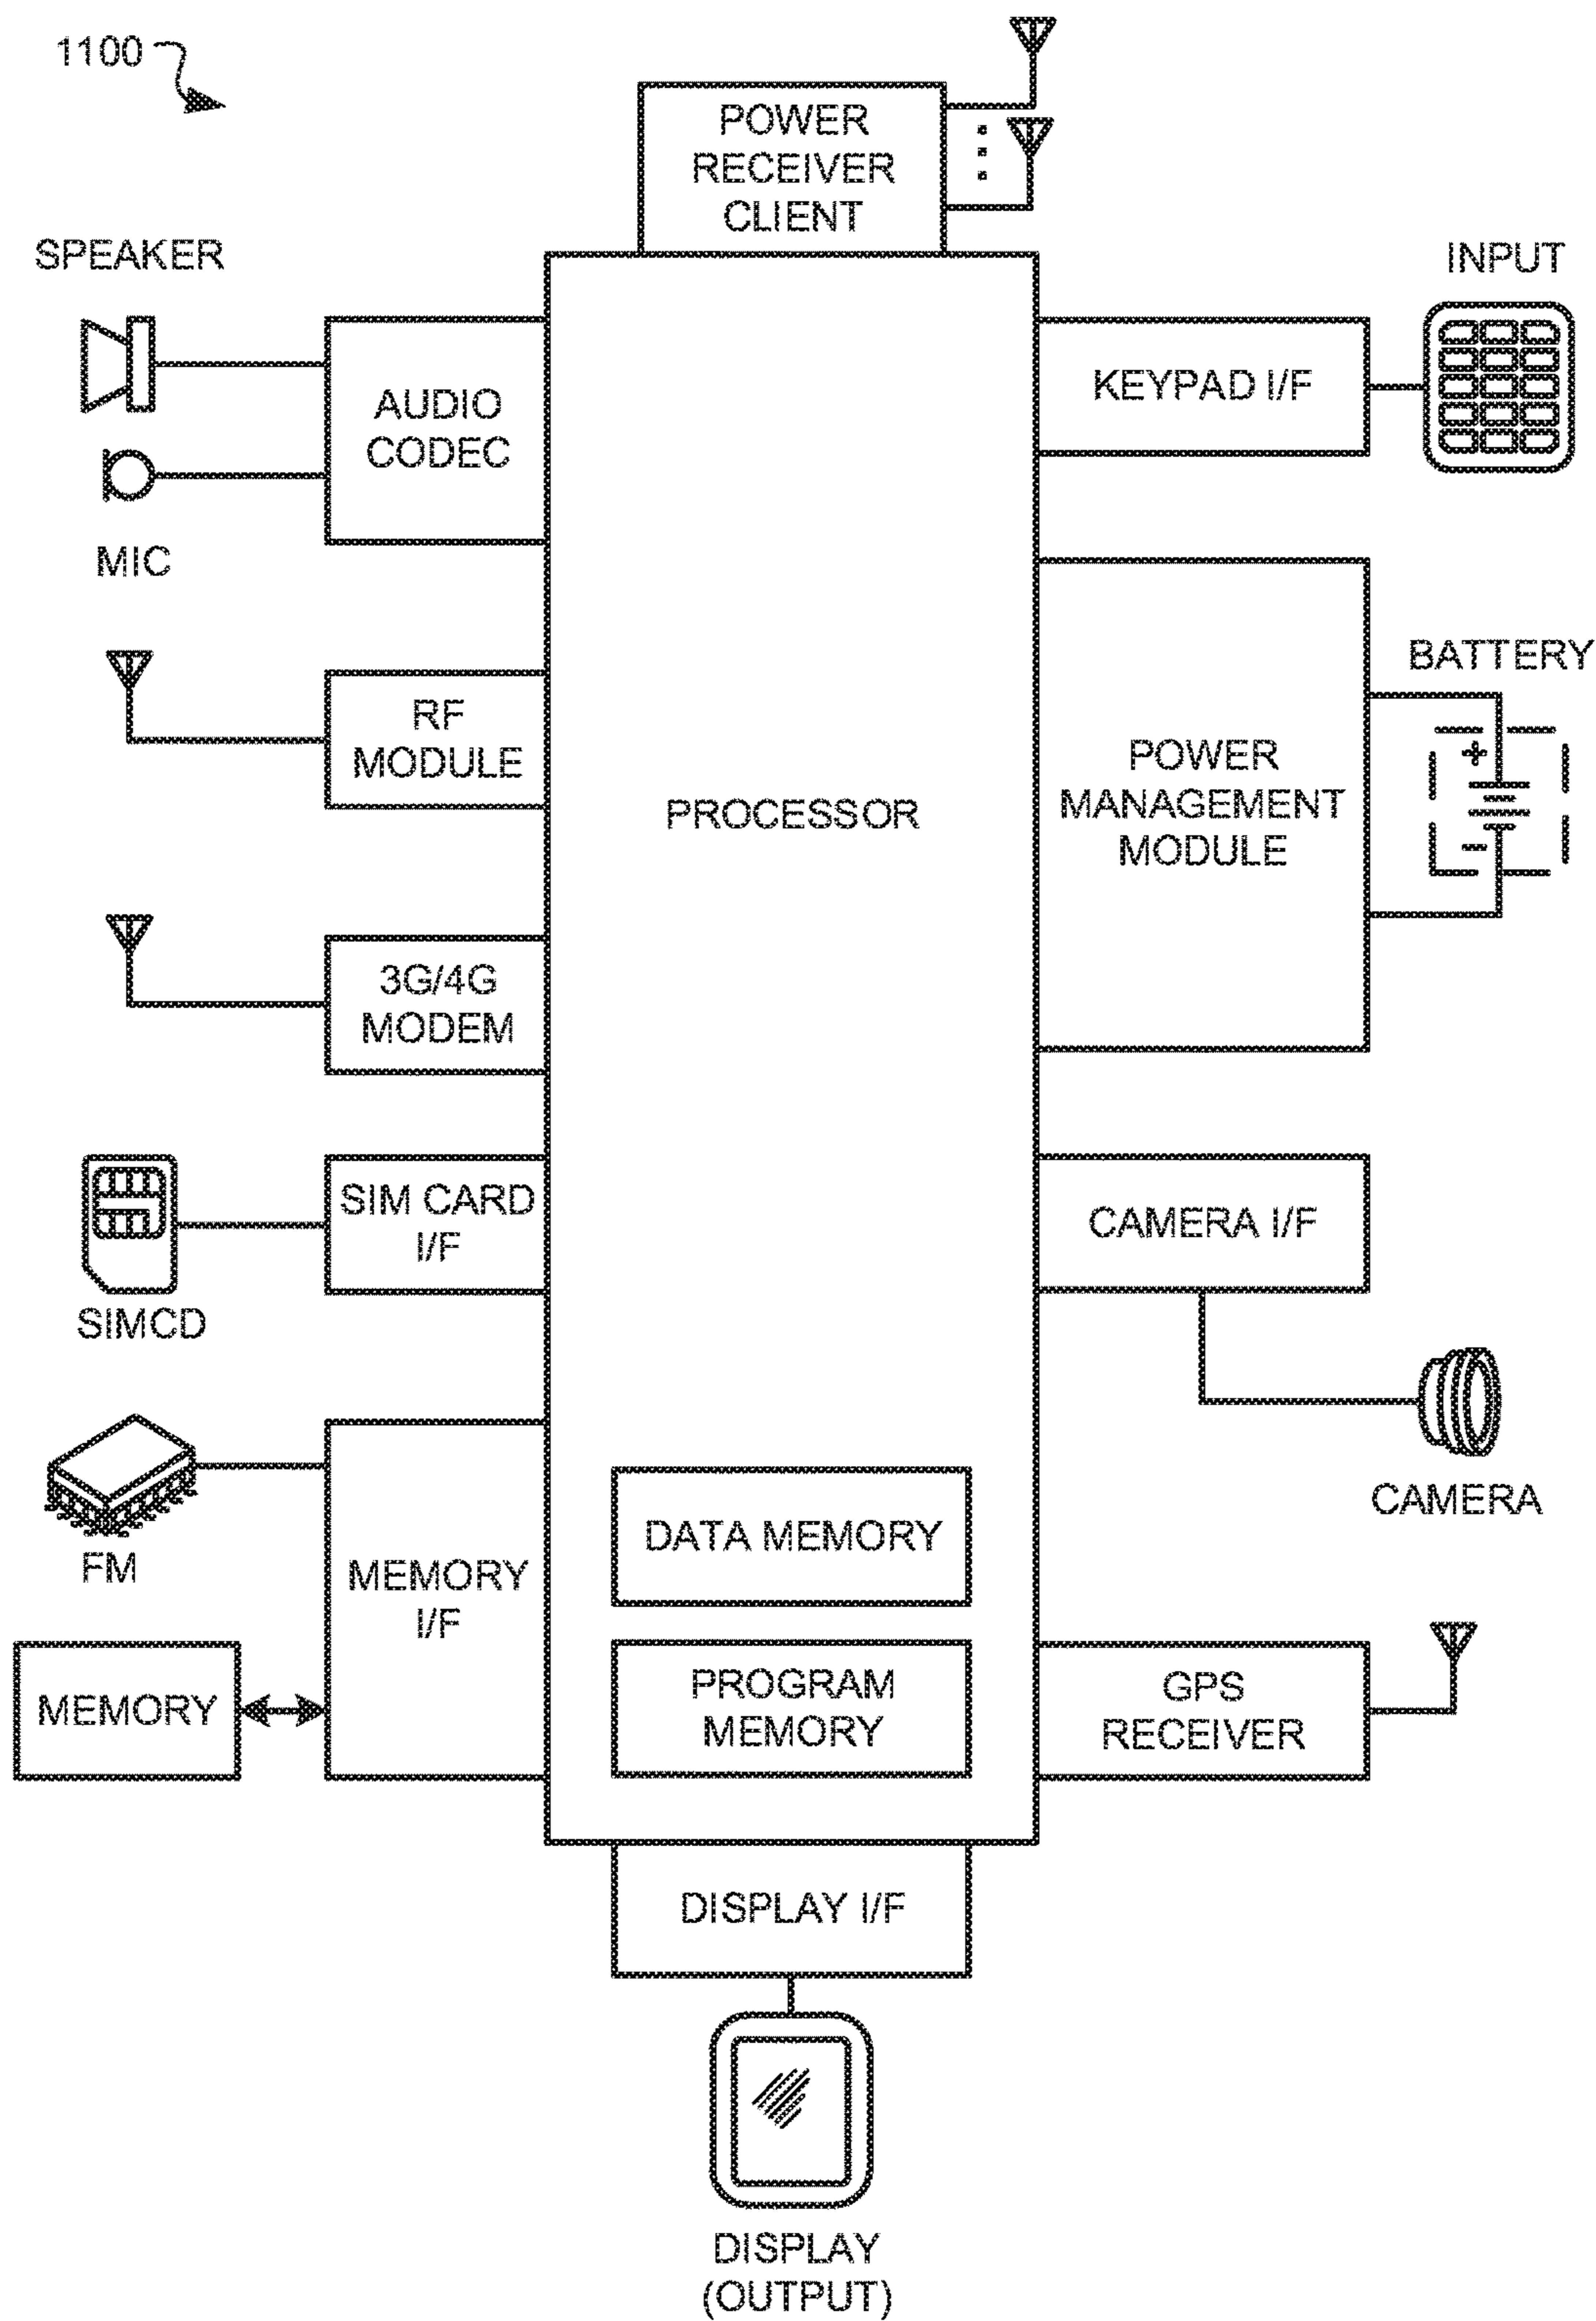 1100
POWER
RECEIVER
CLIENT
SPEAKER
INPUT
AUDIO
CODEC
KEYPAD I/F
MIC
BATTERY
+
-
RF
MODULE
PROCESSOR
POWER
MANAGEMENT
MODULE
3G/4G
MODEM
SIM CARD
I/F
CAMERA I/F
SIMCD
CAMERA
FM
MEMORY
I/F
DATA MEMORY
MEMORY
PROGRAM
MEMORY
GPS
RECEIVER
DISPLAY I/F
DISPLAY
(OUTPUT)